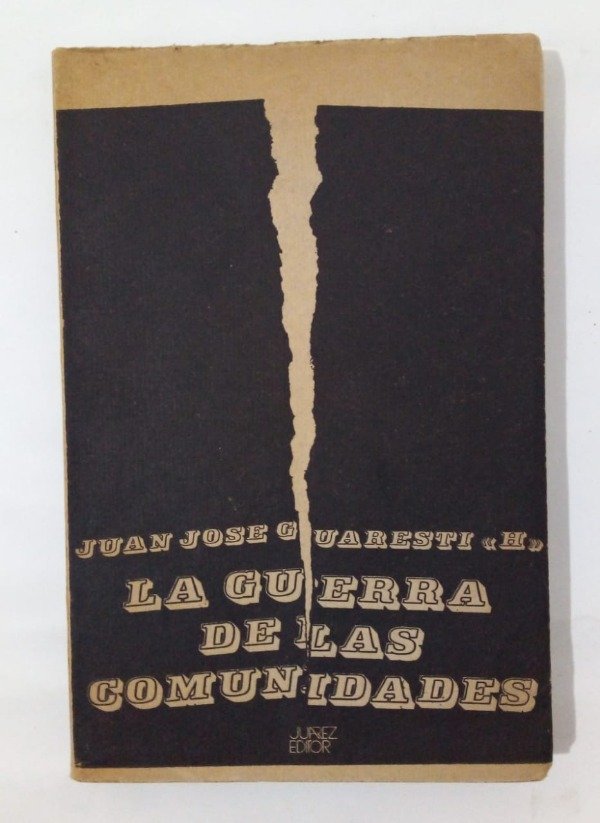 JUAN JOSE GUARESTI «H»
LA GUERRA
DE LAS
COMUNIDADES
JUAREZ
EDITOR